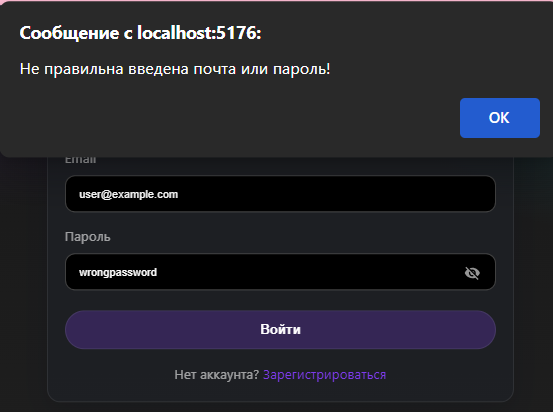 Сообщение с localhost:5176:
Не правильна введена почта или пароль!
OK
Email
user@example.com
Пароль
wrongpassword
Войти
Нет аккаунта? Зарегистрироваться